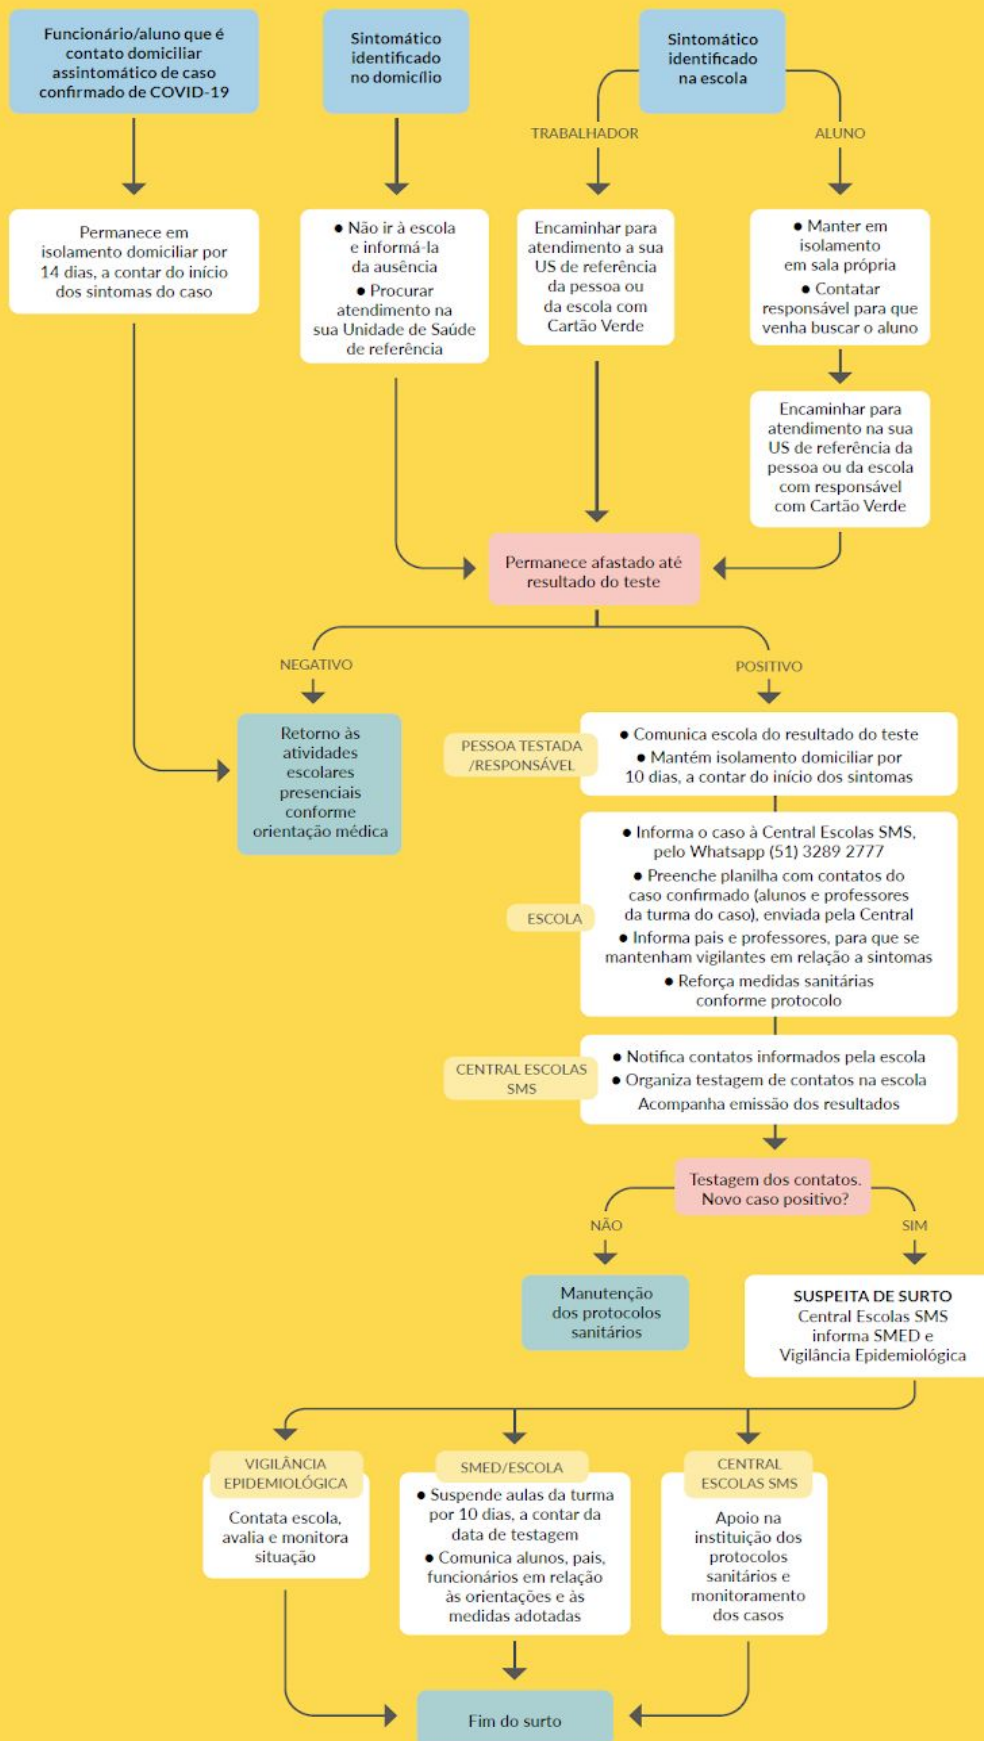 Funcionário/aluno que é
contato domiciliar
assintomático de caso
confirmado de COVID-19
Sintomático
identificado
no domicílio
Sintomático
identificado
na escola
TRABALHADOR
ALUNO
Permanece em
isolamento domiciliar por
14 dias, a contar do início
dos sintomas do caso
● Não ir à escola
e informá-la
da ausência
● Procurar
atendimento na
sua Unidade de Saúde
de referência
Encaminhar para
atendimento a sua
US de referência
da pessoa ou
da escola com
Cartão Verde
● Manter em
isolamento
em sala própria
● Contatar
responsável para que
venha buscar o aluno
Encaminhar para
atendimento na sua
US de referência da
pessoa ou da escola
com responsável
com Cartão Verde
Permanece afastado até
resultado do teste
NEGATIVO
POSITIVO
Retorno às
atividades
escolares
presenciais
conforme
orientação médica
PESSOA TESTADA
/RESPONSÁVEL
● Comunica escola do resultado do teste
● Mantém isolamento domiciliar por
10 dias, a contar do início dos sintomas
ESCOLA
● Informa o caso à Central Escolas SMS,
pelo Whatsapp (51) 3289 2777
● Preenche planilha com contatos do
caso confirmado (alunos e professores
da turma do caso), enviada pela Central
● Informa pais e professores, para que se
mantenham vigilantes em relação a sintomas
● Reforça medidas sanitárias
conforme protocolo
CENTRAL ESCOLAS
SMS
● Notifica contatos informados pela escola
● Organiza testagem de contatos na escola
Acompanha emissão dos resultados
Testagem dos contatos.
Novo caso positivo?
NÃO
SIM
Manutenção
dos protocolos
sanitários
SUSPEITA DE SURTO
Central Escolas SMS
informa SMED e
Vigilância Epidemiológica
VIGILÂNCIA
EPIDEMIOLÓGICA
Contata escola,
avalia e monitora
situação
SMED/ESCOLA
● Suspende aulas da turma
por 10 dias, a contar da
data de testagem
● Comunica alunos, pais,
funcionários em relação
às orientações e às
medidas adotadas
CENTRAL
ESCOLAS SMS
Apoio na
instituição dos
protocolos
sanitários e
monitoramento
dos casos
Fim do surto